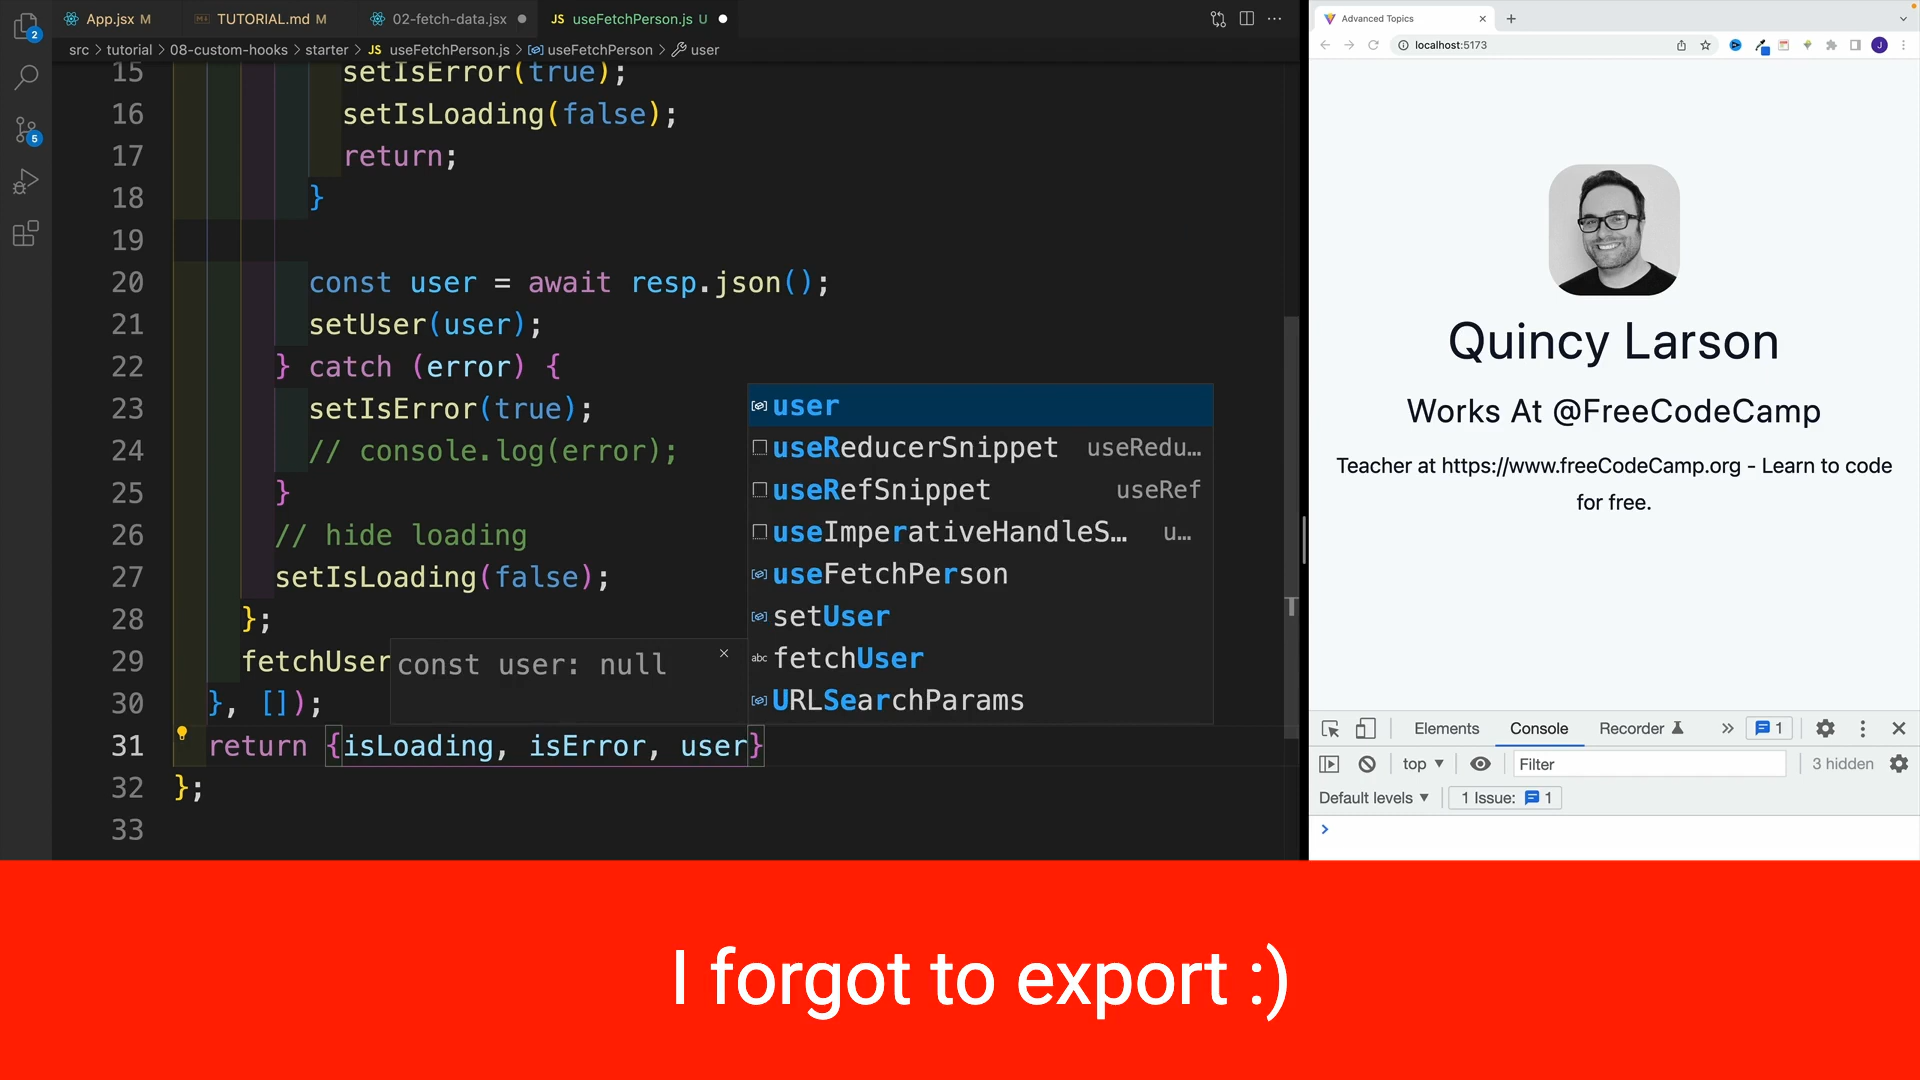 App.jsx M
TUTORIAL.md M
02-fetch-data.jsx
JS useFetchPerson.js U
src > tutorial > 08-custom-hooks > starter > JS useFetchPerson.js > useFetchPerson > user
15 setIsError(true);
16 setIsLoading(false);
17 return;
18 }
19
20 const user = await resp.json();
21 setUser(user);
22 } catch (error) {
23 setIsError(true);
24 // console.log(error);
25 }
26 // hide loading
27 setIsLoading(false);
28 };
29 fetchUser
30 }, []);
31 return {isLoading, isError, user}
32 };
33
const user: null
user
useReducerSnippet useRedu…
useRefSnippet useRef
useImperativeHandleS… u…
useFetchPerson
setUser
abc fetchUser
URLSearchParams
2
5
Advanced Topics
localhost:5173
J
Quincy Larson
Works At @FreeCodeCamp
Teacher at https://www.freeCodeCamp.org - Learn to code
for free.
Elements Console Recorder » 1
top Filter 3 hidden
Default levels 1 Issue: 1
I forgot to export :)